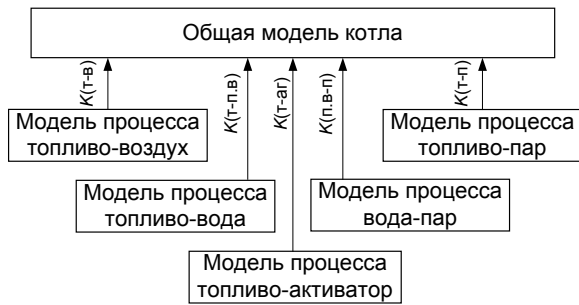 Общая модель котла
K(т-в)
K(т-п.в)
K(т-аг)
K(п.в-п)
K(т-п)
Модель процесса
топливо-воздух
Модель процесса
топливо-пар
Модель процесса
топливо-вода
Модель процесса
вода-пар
Модель процесса
топливо-активатор